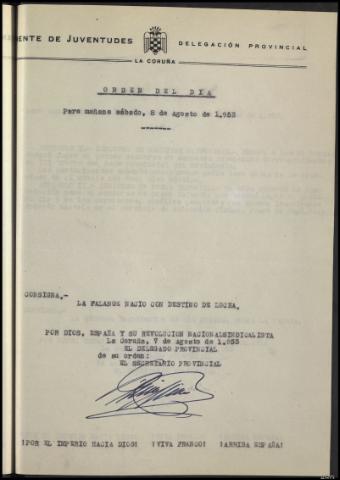 ENTE DE JUVENTUDES DELEGACIÓN PROVINCIAL
LA CORUÑA
ORDEN DEL DIA
Para mañana sábado, 8 de Agosto de 1.953
CONSIGNA.-
LA FALANGE NACIO CON DESTINO DE LUCHA.
POR DIOS, ESPAÑA Y SU REVOLUCION NACIONALSINDICALISTA
La Coruña, 7 de Agosto de 1.953
EL DELEGADO PROVINCIAL
de su orden:
EL SECRETARIO PROVINCIAL
¡POR EL IMPERIO HACIA DIOS! ¡VIVA FRANCO! ¡ARRIBA ESPAÑA!